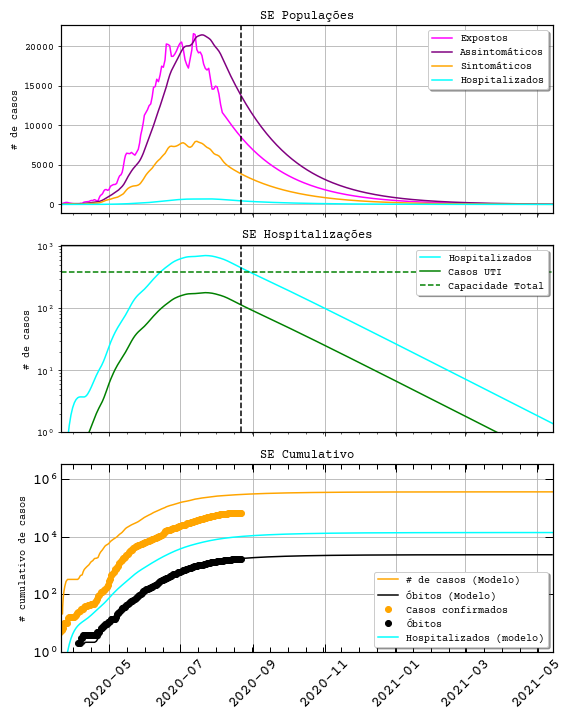 SE Populações
# de casos
20000
15000
10000
5000
0
Expostos
Assintomáticos
Sintomáticos
Hospitalizados
SE Hospitalizações
# de casos
10³
10²
10¹
10⁰
Hospitalizados
Casos UTI
Capacidade Total
SE Cumulativo
# cumulativo de casos
10⁶
10⁴
10²
10⁰
# de casos (Modelo)
Óbitos (Modelo)
Casos confirmados
Óbitos
Hospitalizados (modelo)
2020-05
2020-07
2020-09
2020-11
2021-01
2021-03
2021-05